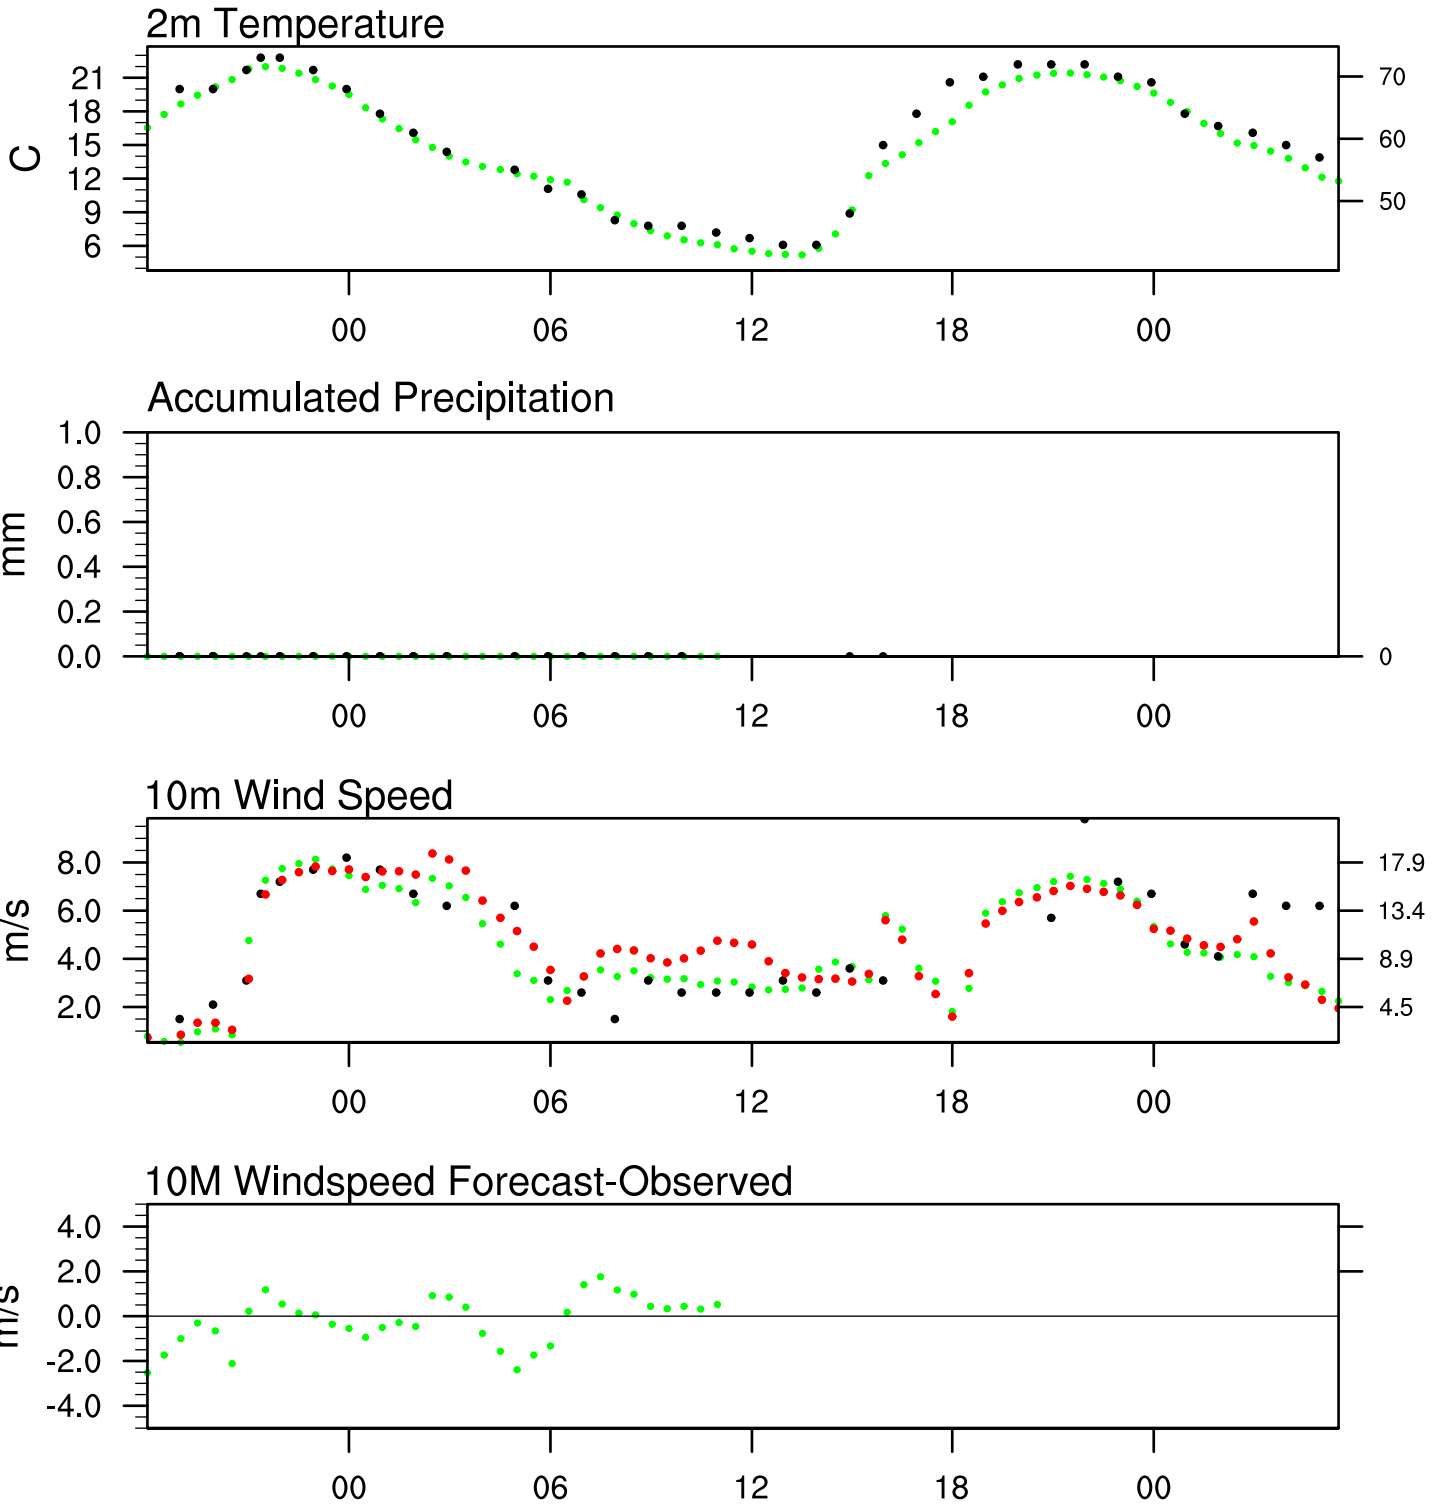 2m Temperature
C
21
18
15
12
9
6
70
60
50
00 06 12 18 00
Accumulated Precipitation
mm
1.0
0.8
0.6
0.4
0.2
0.0
0
00 06 12 18 00
10m Wind Speed
m/s
8.0
6.0
4.0
2.0
17.9
13.4
8.9
4.5
00 06 12 18 00
10M Windspeed Forecast-Observed
m/s
4.0
2.0
0.0
-2.0
-4.0
00 06 12 18 00